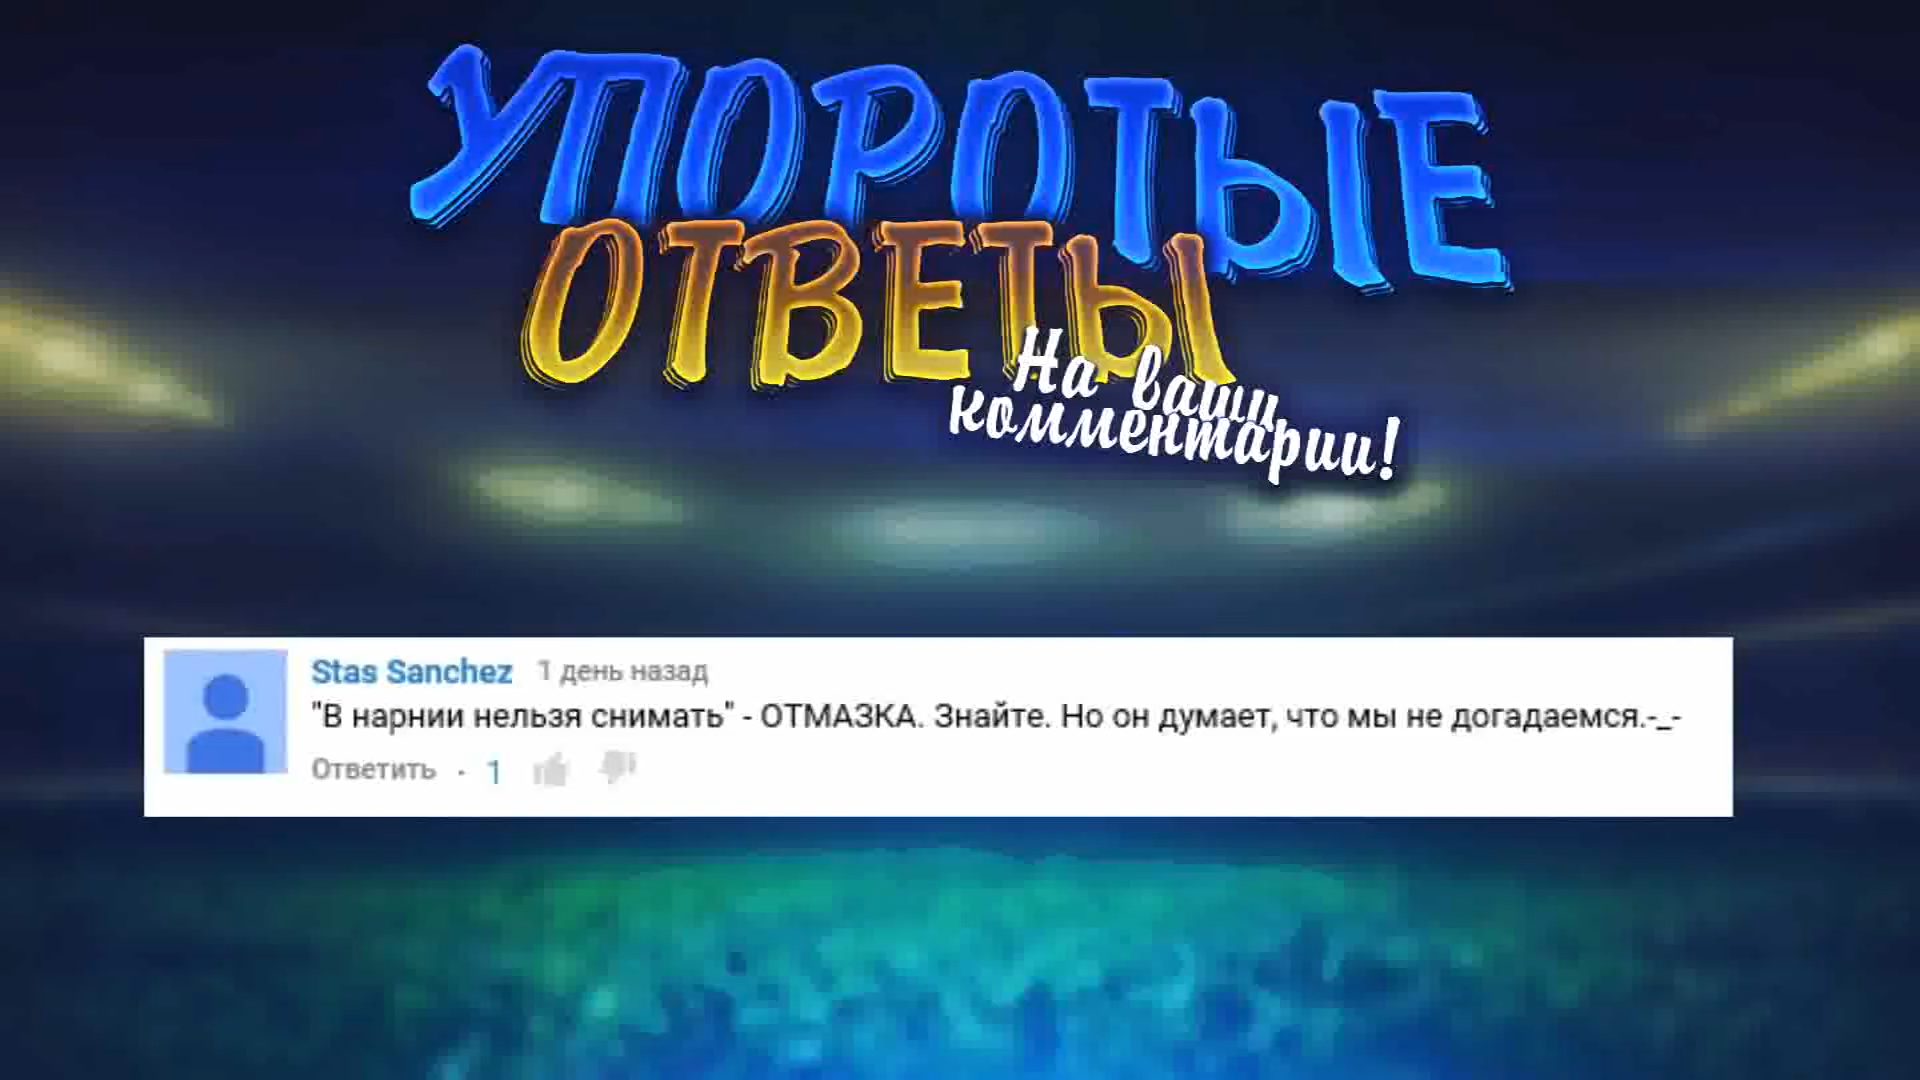 УПОРОТЫЕ
ОТВЕТЫ
На ваши
комментарии!
Stas Sanchez 1 день назад
"В нарнии нельзя снимать" - ОТМАЗКА. Знайте. Но он думает, что мы не догадаемся.-_-
Ответить · 1